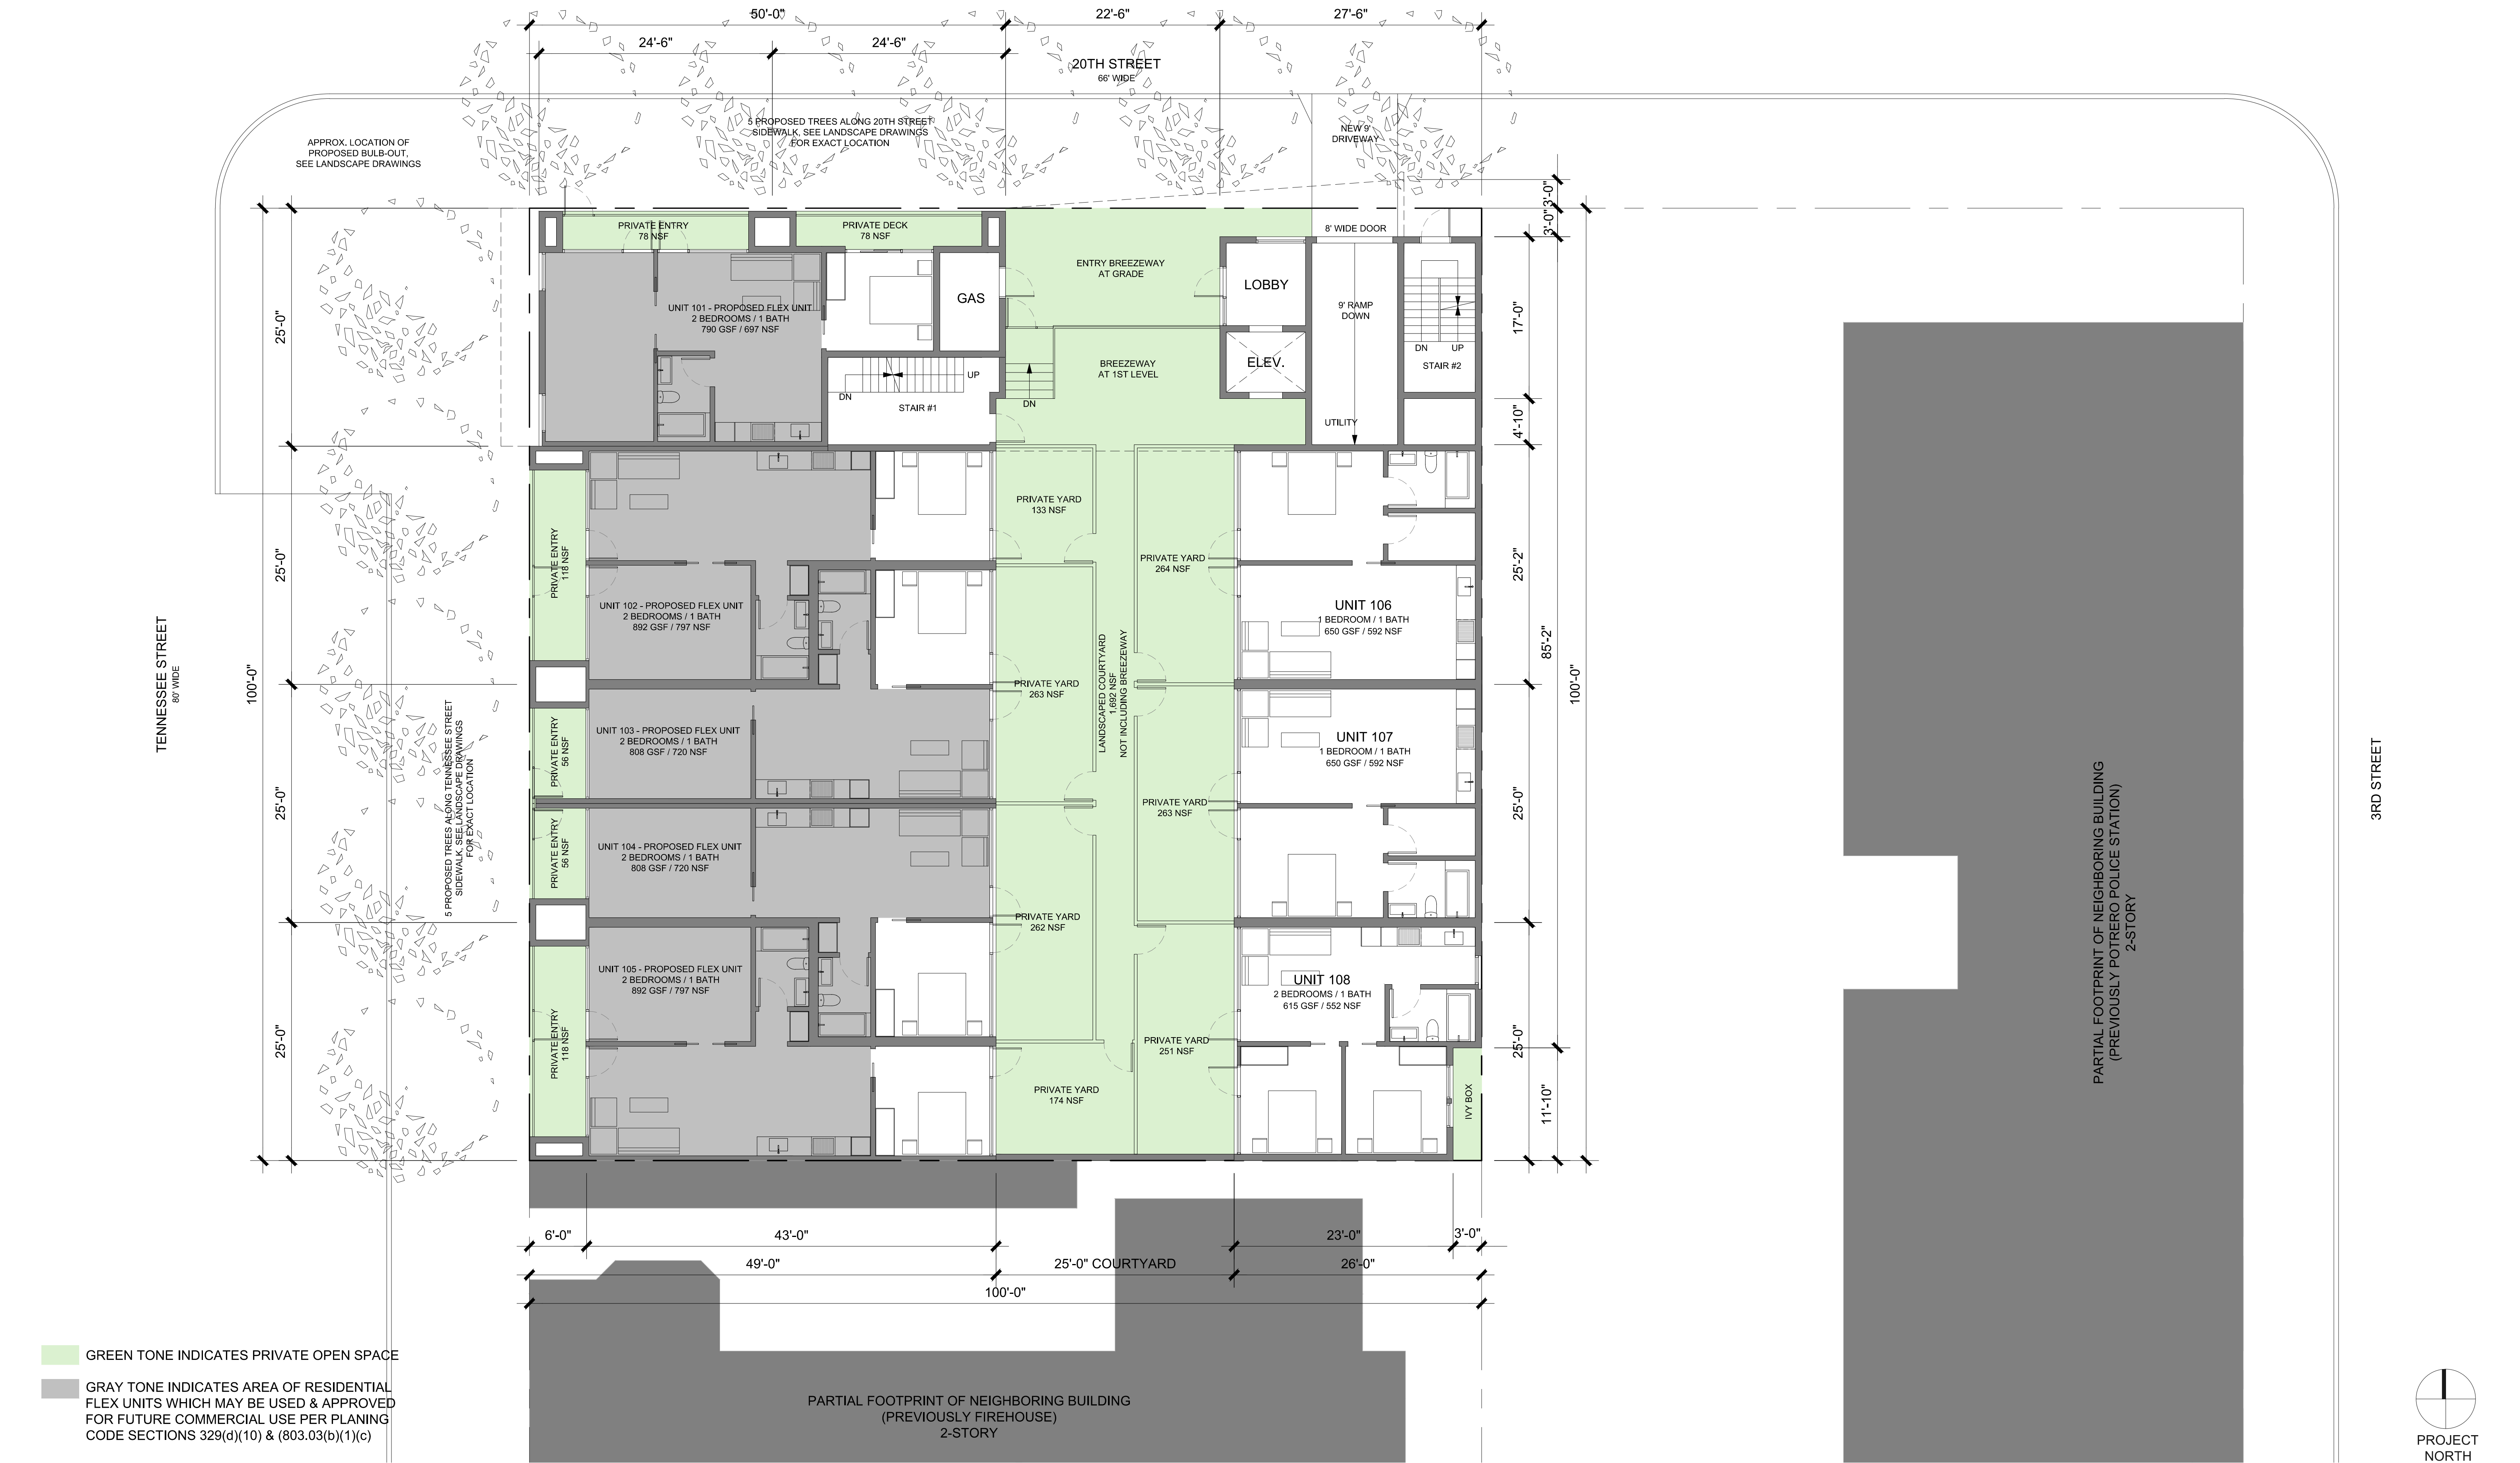 50'-0"
22'-6"
27'-6"
24'-6"
24'-6"
20TH STREET
66' WIDE
5 PROPOSED TREES ALONG 20TH STREET
SIDEWALK, SEE LANDSCAPE DRAWINGS
FOR EXACT LOCATION
NEW 9'
DRIVEWAY
APPROX. LOCATION OF
PROPOSED BULB-OUT,
SEE LANDSCAPE DRAWINGS
3'-0"
3'-0"
PRIVATE ENTRY
78 NSF
PRIVATE DECK
78 NSF
8' WIDE DOOR
ENTRY BREEZEWAY
AT GRADE
LOBBY
GAS
9' RAMP
DOWN
UNIT 101 - PROPOSED FLEX UNIT
2 BEDROOMS / 1 BATH
790 GSF / 697 NSF
25'-0"
17'-0"
DN
UP
STAIR #2
ELEV.
BREEZEWAY
AT 1ST LEVEL
UP
DN
STAIR #1
DN
UTILITY
4'-10"
PRIVATE YARD
133 NSF
PRIVATE ENTRY
118 NSF
PRIVATE YARD
264 NSF
25'-0"
25'-2"
UNIT 102 - PROPOSED FLEX UNIT
2 BEDROOMS / 1 BATH
892 GSF / 797 NSF
UNIT 106
1 BEDROOM / 1 BATH
650 GSF / 592 NSF
85'-2"
TENNESSEE STREET
80' WIDE
100'-0"
100'-0"
PRIVATE YARD
263 NSF
LANDSCAPED COURTYARD
1,692 NSF
NOT INCLUDING BREEZEWAY
UNIT 103 - PROPOSED FLEX UNIT
2 BEDROOMS / 1 BATH
808 GSF / 720 NSF
PRIVATE ENTRY
56 NSF
UNIT 107
1 BEDROOM / 1 BATH
650 GSF / 592 NSF
3RD STREET
5 PROPOSED TREES ALONG TENNESSEE STREET
SIDEWALK, SEE LANDSCAPE DRAWINGS
FOR EXACT LOCATION
25'-0"
25'-0"
PRIVATE YARD
263 NSF
UNIT 104 - PROPOSED FLEX UNIT
2 BEDROOMS / 1 BATH
808 GSF / 720 NSF
PRIVATE ENTRY
56 NSF
PRIVATE YARD
262 NSF
PARTIAL FOOTPRINT OF NEIGHBORING BUILDING
(PREVIOUSLY POTRERO POLICE STATION)
2-STORY
UNIT 105 - PROPOSED FLEX UNIT
2 BEDROOMS / 1 BATH
892 GSF / 797 NSF
UNIT 108
2 BEDROOMS / 1 BATH
615 GSF / 552 NSF
25'-0"
25'-0"
PRIVATE ENTRY
118 NSF
PRIVATE YARD
251 NSF
PRIVATE YARD
174 NSF
IVY BOX
11'-10"
6'-0"
43'-0"
23'-0"
3'-0"
49'-0"
25'-0" COURTYARD
26'-0"
100'-0"
GREEN TONE INDICATES PRIVATE OPEN SPACE
GRAY TONE INDICATES AREA OF RESIDENTIAL
FLEX UNITS WHICH MAY BE USED & APPROVED
FOR FUTURE COMMERCIAL USE PER PLANING
CODE SECTIONS 329(d)(10) & (803.03(b)(1)(c)
PARTIAL FOOTPRINT OF NEIGHBORING BUILDING
(PREVIOUSLY FIREHOUSE)
2-STORY
PROJECT
NORTH